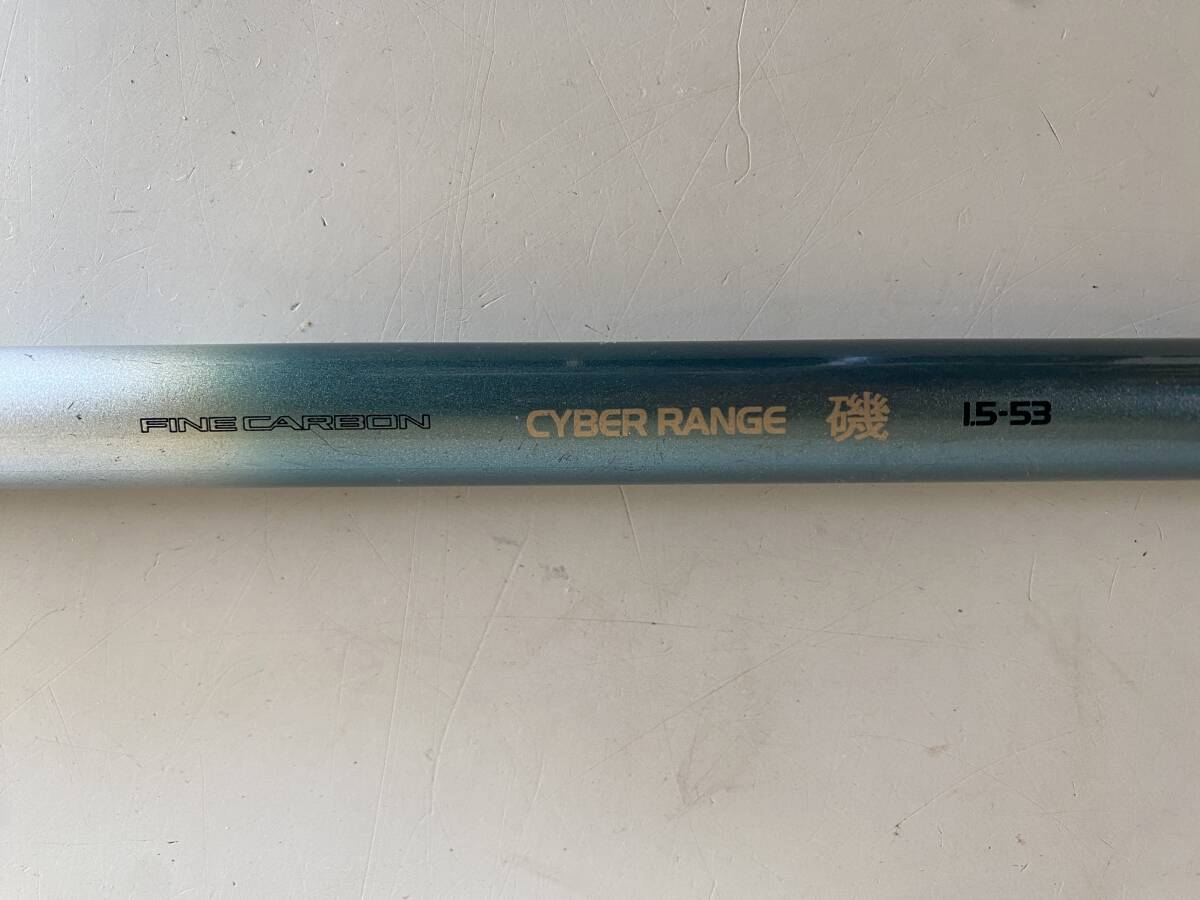 FINE CARBON CYBER RANGE 磯 1.5-53